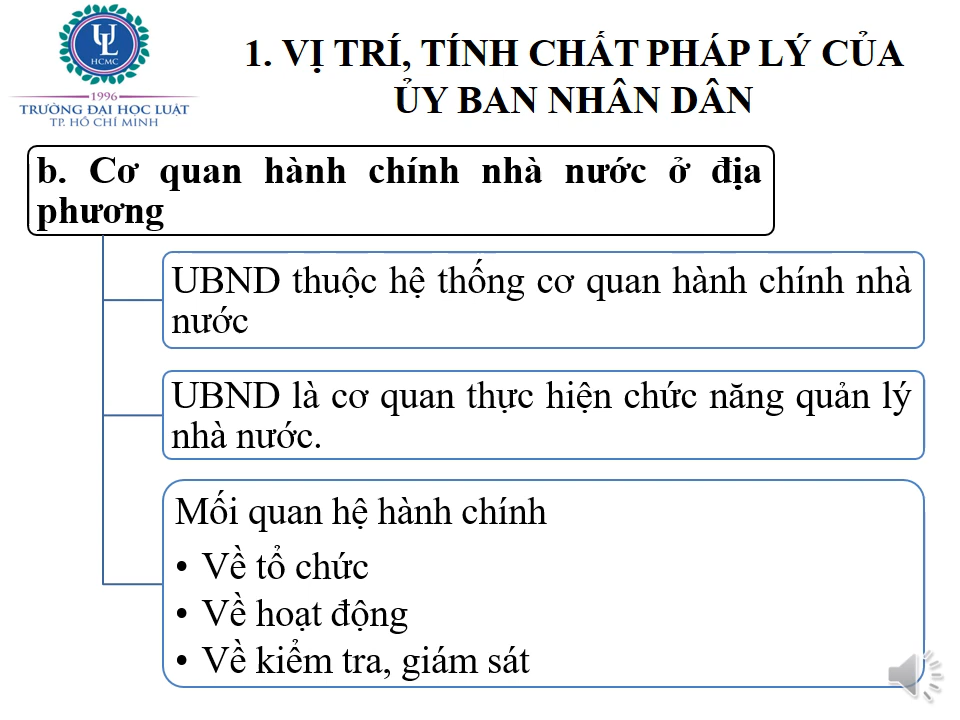 UL
HCMC
1996
TRƯỜNG ĐẠI HỌC LUẬT
TP. HỒ CHÍ MINH
1. VỊ TRÍ, TÍNH CHẤT PHÁP LÝ CỦA
ỦY BAN NHÂN DÂN
b. Cơ quan hành chính nhà nước ở địa
phương
UBND thuộc hệ thống cơ quan hành chính nhà
nước
UBND là cơ quan thực hiện chức năng quản lý
nhà nước.
Mối quan hệ hành chính
• Về tổ chức
• Về hoạt động
• Về kiểm tra, giám sát